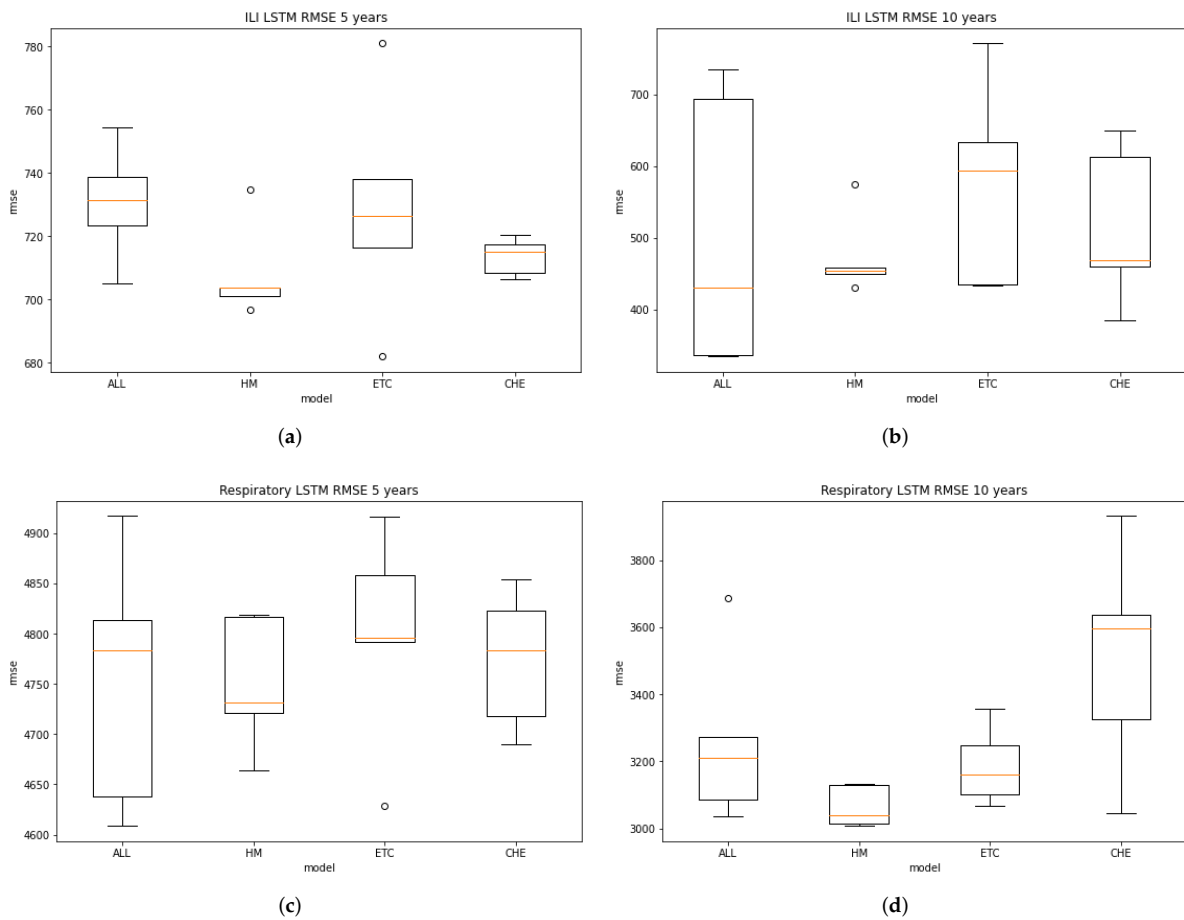 ILI LSTM RMSE 5 years
rmse
780
760
740
720
700
680
ALL HM ETC CHE
model
(a)
ILI LSTM RMSE 10 years
rmse
700
600
500
400
ALL HM ETC CHE
model
(b)
Respiratory LSTM RMSE 5 years
rmse
4900
4850
4800
4750
4700
4650
4600
ALL HM ETC CHE
model
(c)
Respiratory LSTM RMSE 10 years
rmse
3800
3600
3400
3200
3000
ALL HM ETC CHE
model
(d)